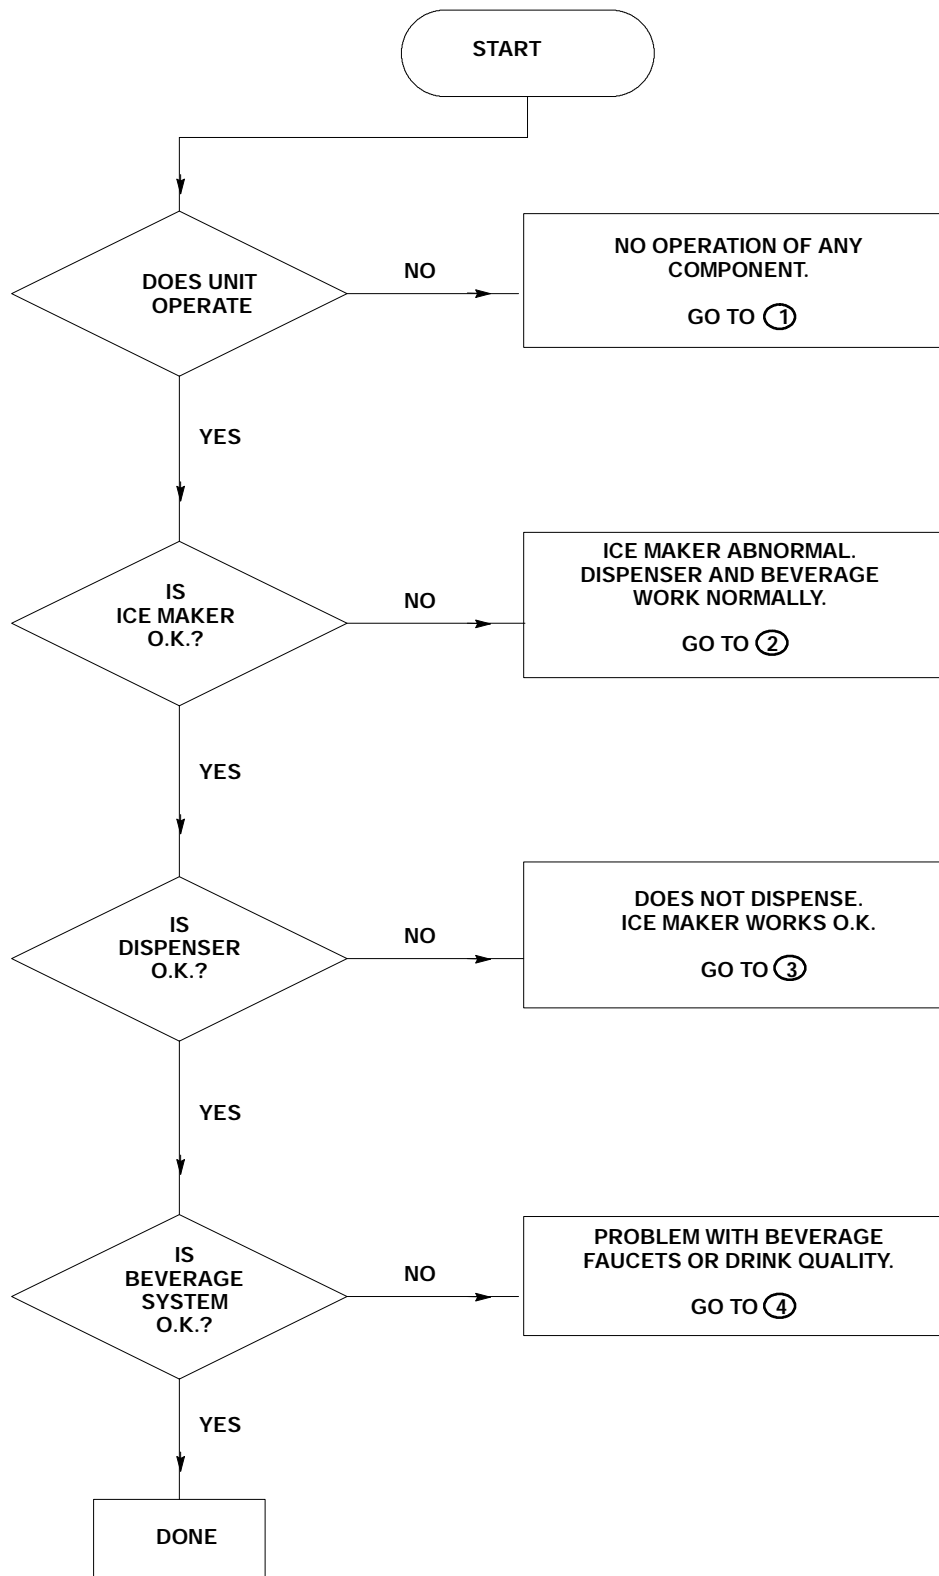 START
DOES UNIT
OPERATE
NO
NO OPERATION OF ANY
COMPONENT.
GO TO 1
YES
IS
ICE MAKER
O.K.?
NO
ICE MAKER ABNORMAL.
DISPENSER AND BEVERAGE
WORK NORMALLY.
GO TO 2
YES
IS
DISPENSER
O.K.?
NO
DOES NOT DISPENSE.
ICE MAKER WORKS O.K.
GO TO 3
YES
IS
BEVERAGE
SYSTEM
O.K.?
NO
PROBLEM WITH BEVERAGE
FAUCETS OR DRINK QUALITY.
GO TO 4
YES
DONE